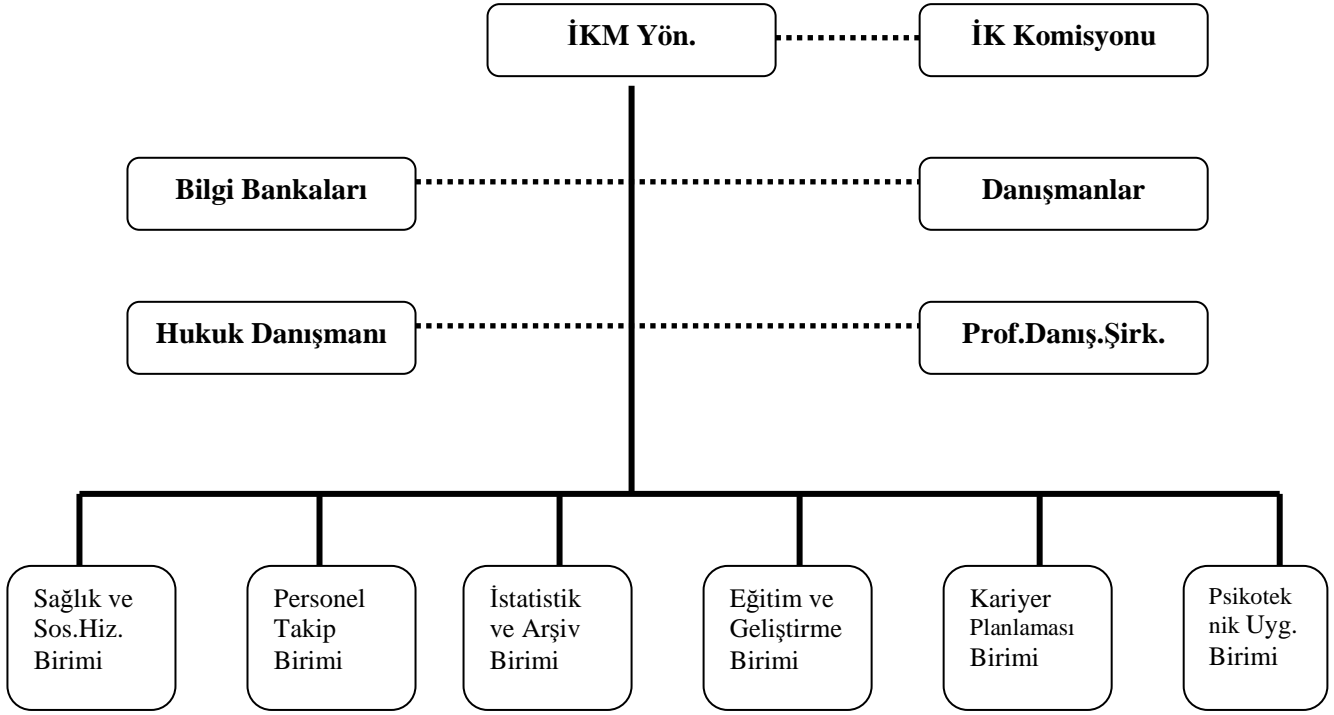 İKM Yön.
İK Komisyonu
Bilgi Bankaları
Danışmanlar
Hukuk Danışmanı
Prof.Danış.Şirk.
Sağlık ve
Sos.Hiz.
Birimi
Personel
Takip
Birimi
İstatistik
ve Arşiv
Birimi
Eğitim ve
Geliştirme
Birimi
Kariyer
Planlaması
Birimi
Psikotek
nik Uyg.
Birimi